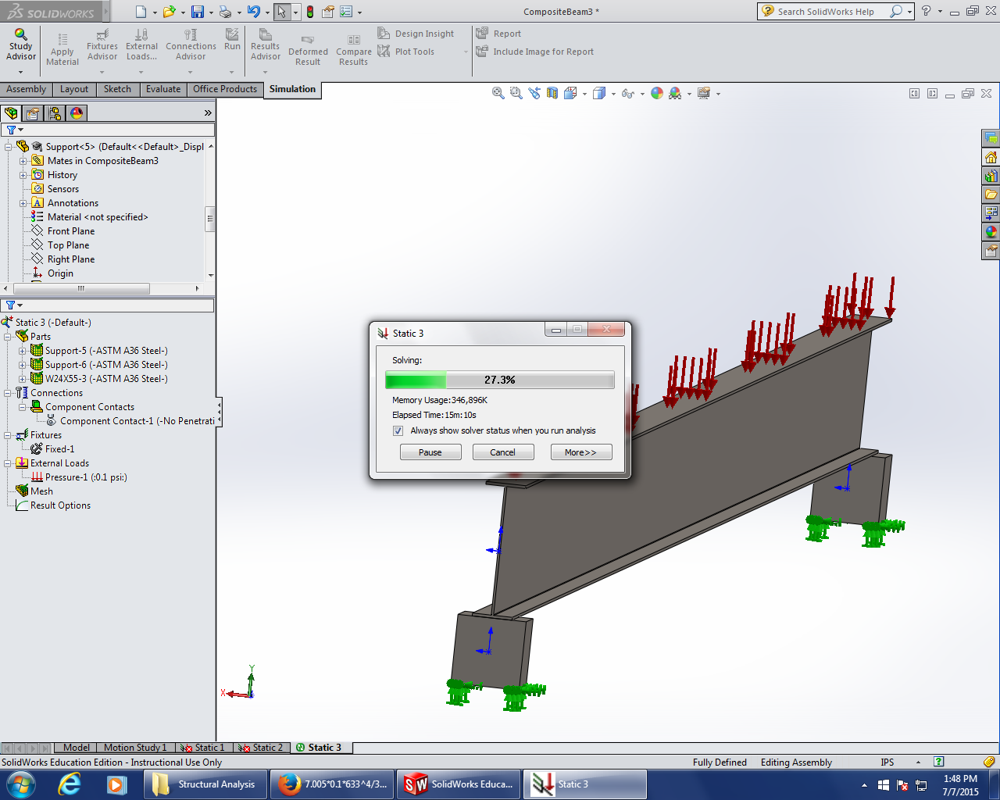 SOLIDWORKS
CompositeBeam3 *
Search SolidWorks Help
Study Advisor
Apply Material
Fixtures Advisor
External Loads...
Connections Advisor
Run
Results Advisor
Deformed Result
Compare Results
Design Insight
Plot Tools
Report
Include Image for Report
Assembly
Layout
Sketch
Evaluate
Office Products
Simulation
Support<5> (Default<<Default>_Displ
Mates in CompositeBeam3
History
Sensors
Annotations
Material <not specified>
Front Plane
Top Plane
Right Plane
Origin
Static 3 (-Default-)
Parts
Support-5 (-ASTM A36 Steel-)
Support-6 (-ASTM A36 Steel-)
W24X55-3 (-ASTM A36 Steel-)
Connections
Component Contacts
Component Contact-1 (-No Penetrati
Fixtures
Fixed-1
External Loads
Pressure-1 (:0.1 psi:)
Mesh
Result Options
Static 3
Solving:
27.3%
Memory Usage:346,896K
Elapsed Time:15m: 10s
Always show solver status when you run analysis
Pause
Cancel
More>>
Y
X
Model
Motion Study 1
Static 1
Static 2
Static 3
SolidWorks Education Edition - Instructional Use Only
Fully Defined
Editing Assembly
IPS
Structural Analysis
7.005*0.1*633^4/3...
SolidWorks Educa...
Static 3
1:48 PM
7/7/2015